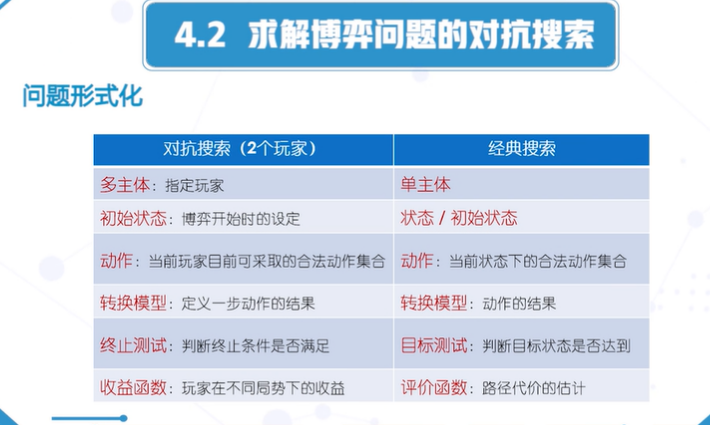 4.2 求解博弈问题的对抗搜索
问题形式化
对抗搜索（2个玩家） 经典搜索
多主体：指定玩家 单主体
初始状态：博弈开始时的设定 状态 / 初始状态
动作：当前玩家目前可采取的合法动作集合 动作：当前状态下的合法动作集合
转换模型：定义一步动作的结果 转换模型：动作的结果
终止测试：判断终止条件是否满足 目标测试：判断目标状态是否达到
收益函数：玩家在不同局势下的收益 评价函数：路径代价的估计